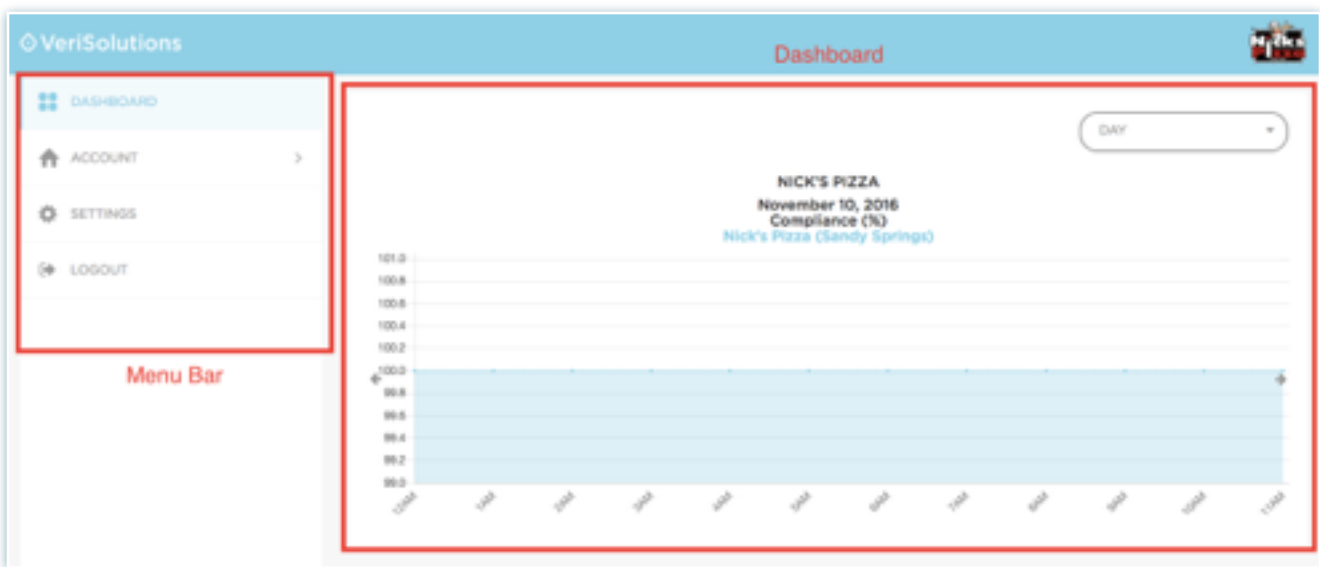 VeriSolutions
Dashboard
Nick's
Pizza
DASHBOARD
ACCOUNT
SETTINGS
LOGOUT
Menu Bar
DAY
NICK'S PIZZA
November 10, 2016
Compliance (%)
Nick's Pizza (Sandy Springs)
101.0
100.8
100.6
100.4
100.2
100.0
99.8
99.6
99.4
99.2
99.0
12AM 1AM 2AM 3AM 4AM 5AM 6AM 7AM 8AM 9AM 10AM 11AM